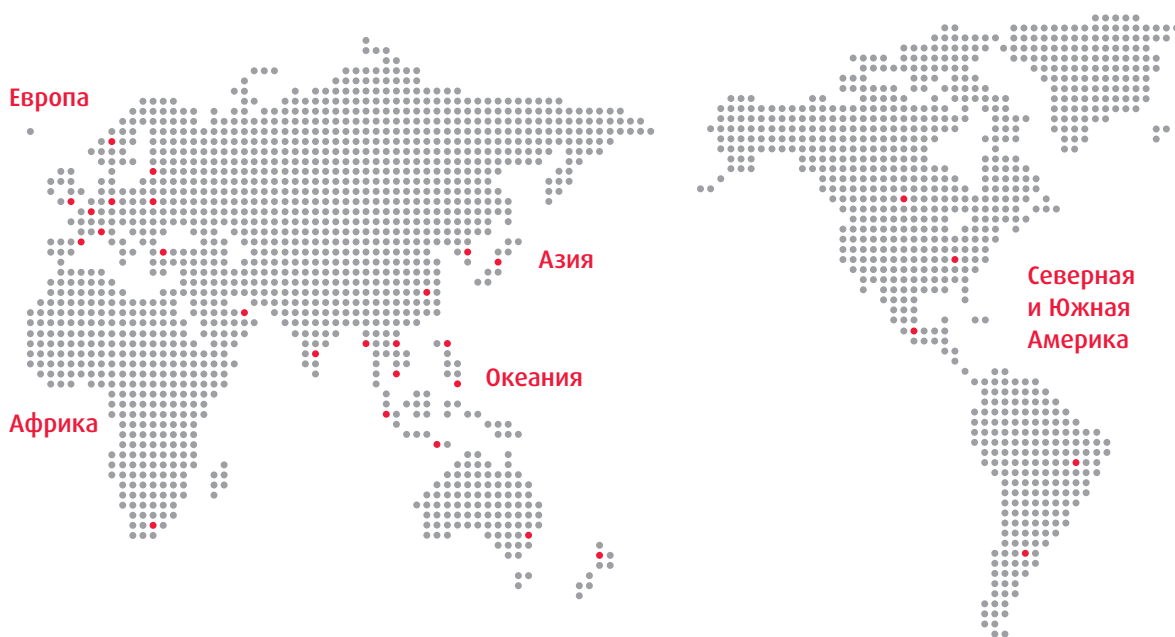 Европа
Азия
Северная
и Южная
Америка
Океания
Африка